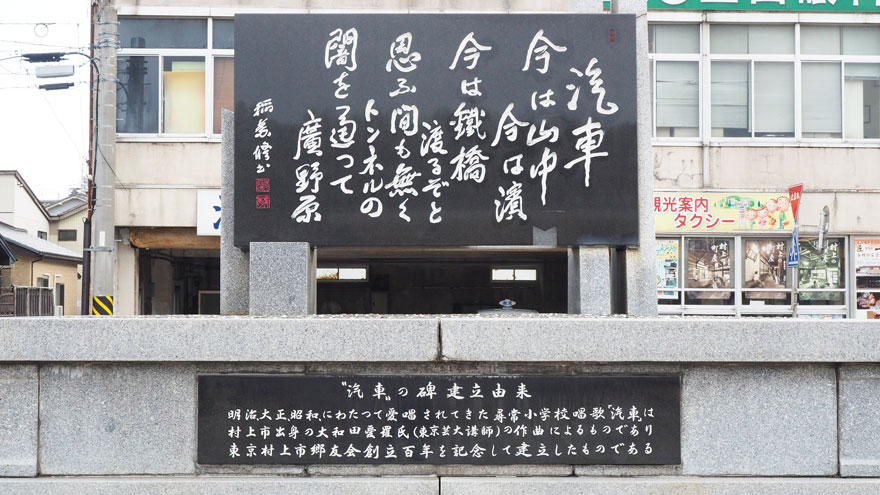 汽車
今は山中
今は濱
今は鐵橋
渡るぞと
思ふ間も無く
トンネルの
闇を通って
廣野原
稲葉修書
"汽車"の碑 建立由来
明治大正昭和にわたって愛唱されてきた尋常小学校唱歌"汽車"は
村上市出身の大和田愛羅氏(東京芸大講師)の作曲によるものであり
東京村上市郷友会創立百年を記念して建立したものである
観光案内
タクシー